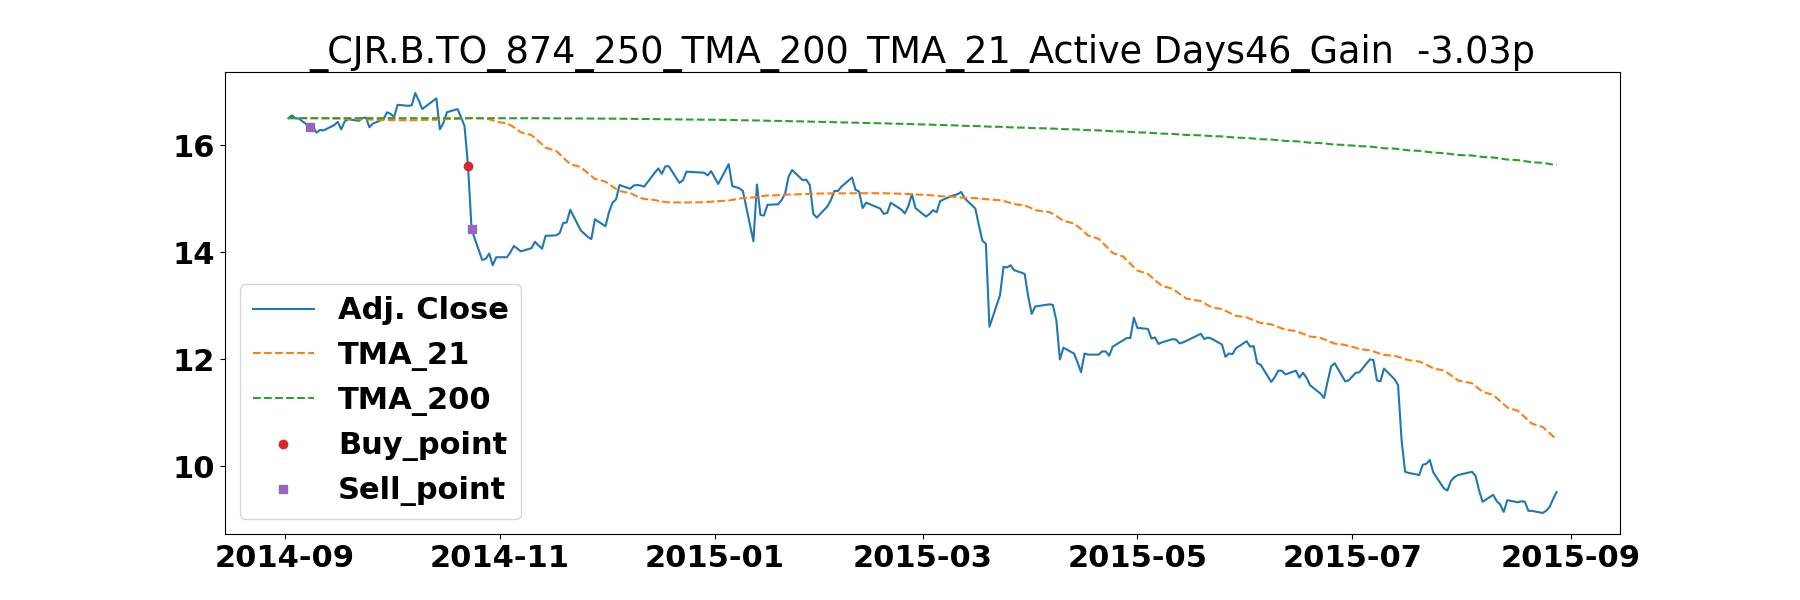 _CJR.B.TO_874_250_TMA_200_TMA_21_Active Days46_Gain  -3.03p
16
14
12
10
Adj. Close
TMA_21
TMA_200
Buy_point
Sell_point
2014-09 2014-11 2015-01 2015-03 2015-05 2015-07 2015-09